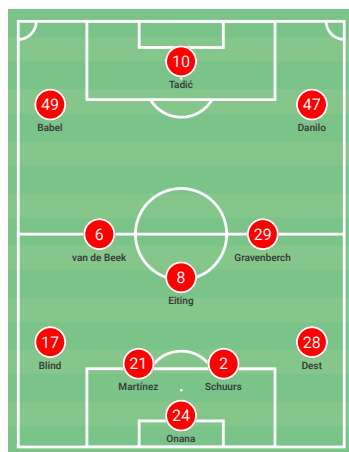 10
Tadić
49
Babel
47
Danilo
6
van de Beek
29
Gravenberch
8
Eiting
17
Blind
21
Martínez
2
Schuurs
28
Dest
24
Onana